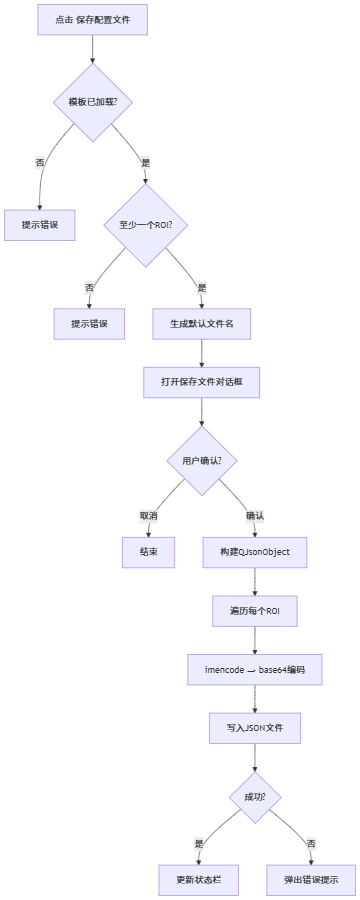 点击 保存配置文件
模板已加载?
否
是
提示错误
至少一个ROI?
否
是
提示错误
生成默认文件名
打开保存文件对话框
用户确认?
取消
确认
结束
构建QJsonObject
遍历每个ROI
imencode → base64编码
写入JSON文件
成功?
是
否
更新状态栏
弹出错误提示